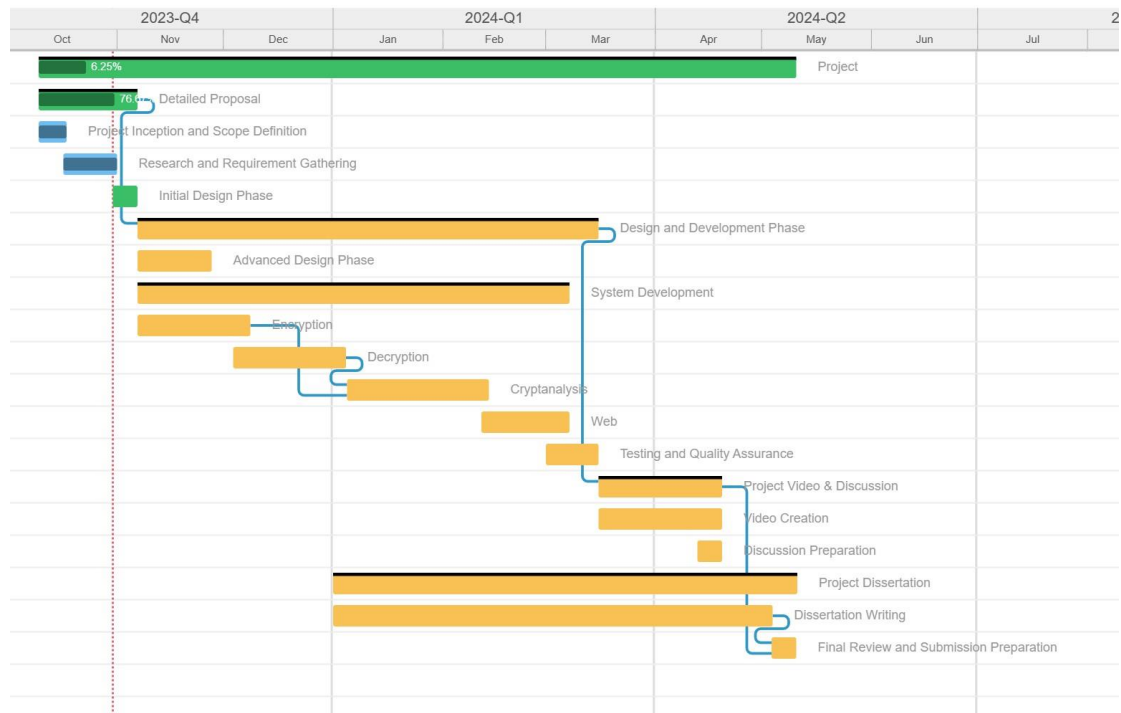 2023-Q4 2024-Q1 2024-Q2 2
Oct Nov Dec Jan Feb Mar Apr May Jun Jul
6.25% Project
76.67% Detailed Proposal
Project Inception and Scope Definition
Research and Requirement Gathering
Initial Design Phase
Design and Development Phase
Advanced Design Phase
System Development
Encryption
Decryption
Cryptanalysis
Web
Testing and Quality Assurance
Project Video & Discussion
Video Creation
Discussion Preparation
Project Dissertation
Dissertation Writing
Final Review and Submission Preparation